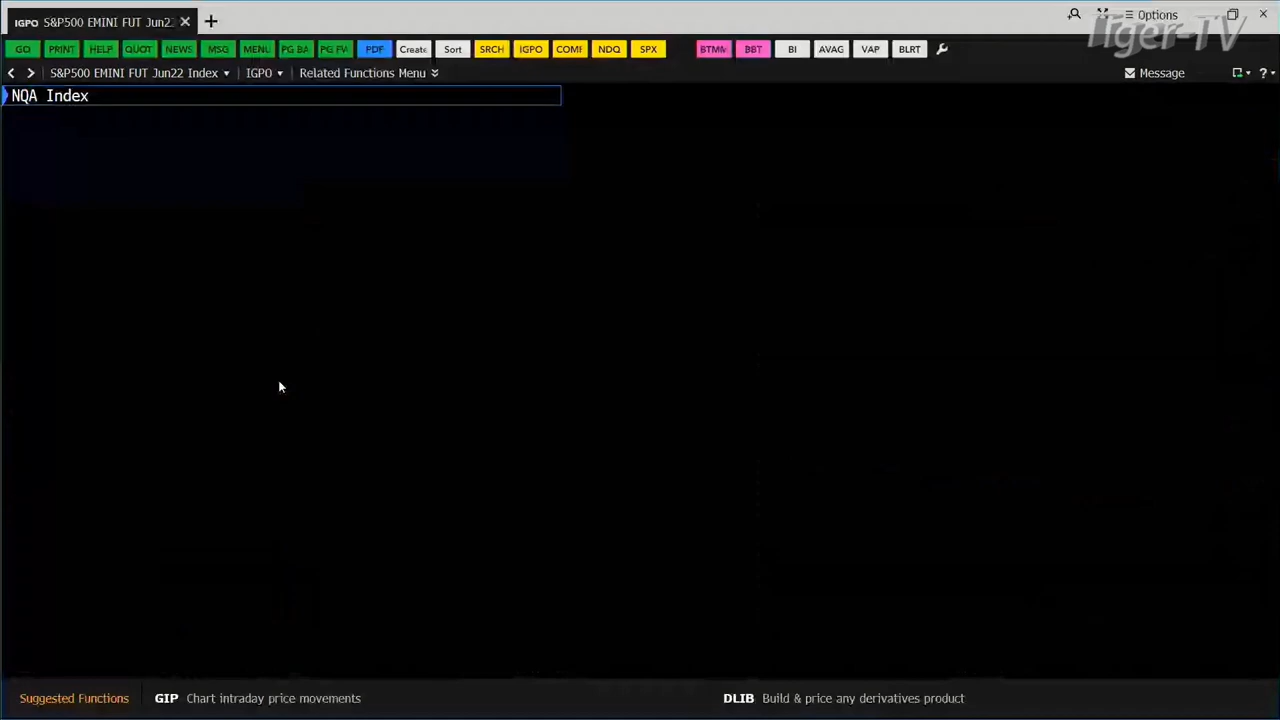 IGPO S&P500 EMINI FUT Jun22
Options
Tiger-TV
GO PRINT HELP QUOT NEWS MSG MENU PG BA PG FW PDF Create Sort SRCH IGPO COMF NDQ SPX BTMM BBT BI AVAG VAP BLRT
S&P500 EMINI FUT Jun22 Index IGPO Related Functions Menu Message ?
NQA Index
Suggested Functions GIP Chart intraday price movements DLIB Build & price any derivatives product